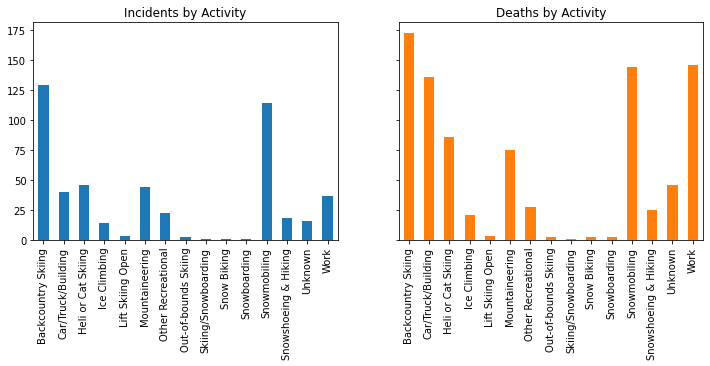 Incidents by Activity
Deaths by Activity
175
150
125
100
75
50
25
0
Backcountry Skiing
Car/Truck/Building
Heli or Cat Skiing
Ice Climbing
Lift Skiing Open
Mountaineering
Other Recreational
Out-of-bounds Skiing
Skiing/Snowboarding
Snow Biking
Snowboarding
Snowmobiling
Snowshoeing & Hiking
Unknown
Work
Backcountry Skiing
Car/Truck/Building
Heli or Cat Skiing
Ice Climbing
Lift Skiing Open
Mountaineering
Other Recreational
Out-of-bounds Skiing
Skiing/Snowboarding
Snow Biking
Snowboarding
Snowmobiling
Snowshoeing & Hiking
Unknown
Work